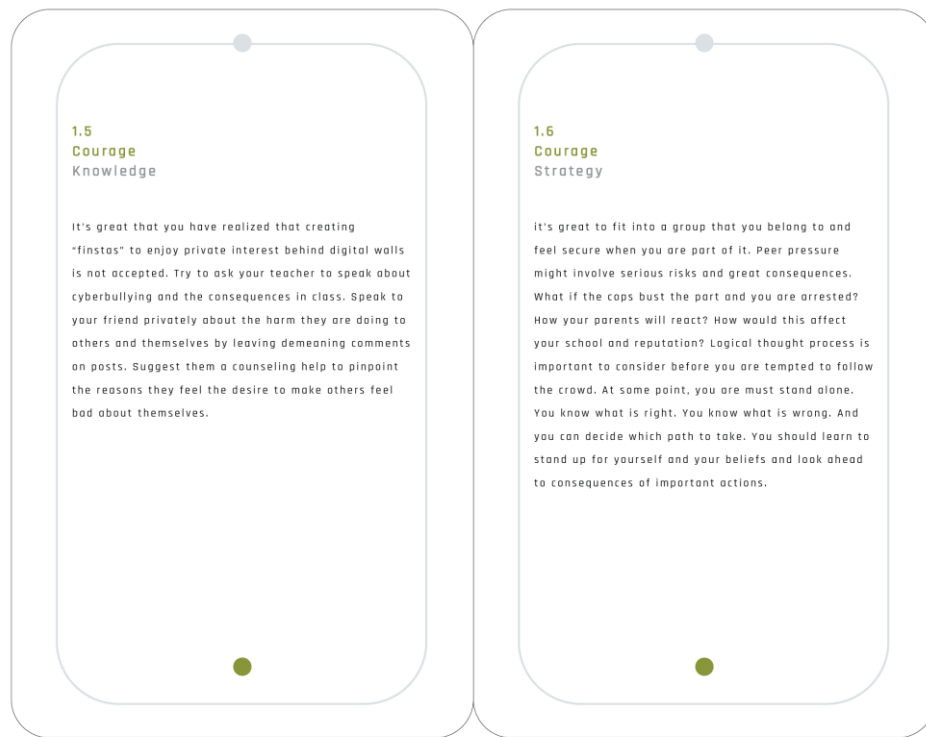 1.5
Courage
Knowledge
It's great that you have realized that creating
"finstas" to enjoy private interest behind digital walls
is not accepted. Try to ask your teacher to speak about
cyberbullying and the consequences in class. Speak to
your friend privately about the harm they are doing to
others and themselves by leaving demeaning comments
on posts. Suggest them a counseling help to pinpoint
the reasons they feel the desire to make others feel
bad about themselves.
1.6
Courage
Strategy
it's great to fit into a group that you belong to and
feel secure when you are part of it. Peer pressure
might involve serious risks and great consequences.
What if the cops bust the part and you are arrested?
How your parents will react? How would this affect
your school and reputation? Logical thought process is
important to consider before you are tempted to follow
the crowd. At some point, you are must stand alone.
You know what is right. You know what is wrong. And
you can decide which path to take. You should learn to
stand up for yourself and your beliefs and look ahead
to consequences of important actions.